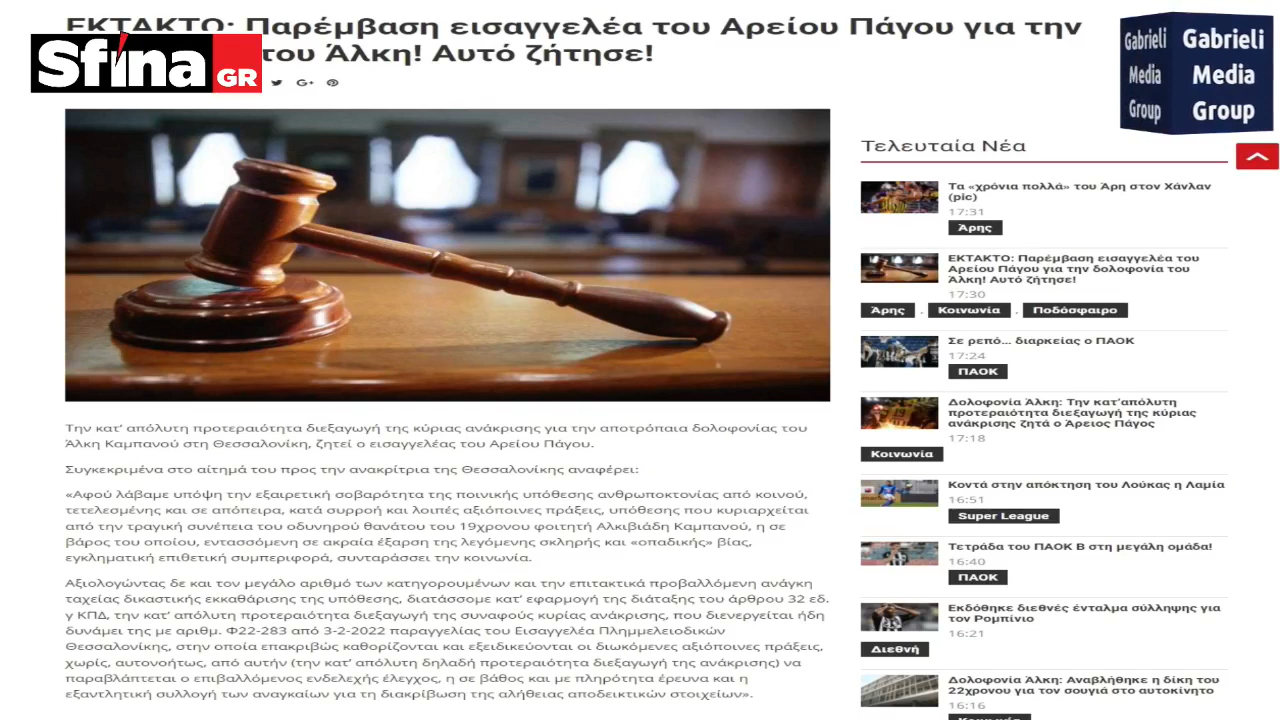 ΕΚΤΑΚΤΟ: Παρέμβαση εισαγγελέα του Αρείου Πάγου για την
του Άλκη! Αυτό ζήτησε!
Sfina GR
Gabrieli
Media
Group
Gabrieli
Media
Group
Την κατ’ απόλυτη προτεραιότητα διεξαγωγή της κύριας ανάκρισης για την αποτρόπαια δολοφονίας του
Άλκη Καμπανού στη Θεσσαλονίκη, ζητεί ο εισαγγελέας του Αρείου Πάγου.
Συγκεκριμένα στο αίτημά του προς την ανακρίτρια της Θεσσαλονίκης αναφέρει:
«Αφού λάβαμε υπόψη την εξαιρετική σοβαρότητα της ποινικής υπόθεσης ανθρωποκτονίας από κοινού,
τετελεσμένης και σε απόπειρα, κατά συρροή και λοιπές αξιόποινες πράξεις, υπόθεσης που κυριαρχείται
από την τραγική συνέπεια του οδυνηρού θανάτου του 19χρονου φοιτητή Αλκιβιάδη Καμπανού, η σε
βάρος του οποίου, εντασσόμενη σε ακραία έξαρση της λεγόμενης σκληρής και «οπαδικής» βίας,
εγκληματική επιθετική συμπεριφορά, συνταράσσει την κοινωνία.
Αξιολογώντας δε και τον μεγάλο αριθμό των κατηγορουμένων και την επιτακτικά προβαλλόμενη ανάγκη
ταχείας δικαστικής εκκαθάρισης της υπόθεσης, διατάσσομε κατ’ εφαρμογή της διάταξης του άρθρου 32 εδ.
γ ΚΠΔ, την κατ’ απόλυτη προτεραιότητα διεξαγωγή της συναφούς κυρίας ανάκρισης, που διενεργείται ήδη
δυνάμει της με αριθμ. Φ22-283 από 3-2-2022 παραγγελίας του Εισαγγελέα Πλημμελειοδικών
Θεσσαλονίκης, στην οποία επακριβώς καθορίζονται και εξειδικεύονται οι διωκόμενες αξιόποινες πράξεις,
χωρίς, αυτονοήτως, από αυτήν (την κατ’ απόλυτη δηλαδή προτεραιότητα διεξαγωγή της ανάκρισης) να
παραβλάπτεται ο επιβαλλόμενος ενδελεχής έλεγχος, η σε βάθος και με πληρότητα έρευνα και η
εξαντλητική συλλογή των αναγκαίων για τη διακρίβωση της αλήθειας αποδεικτικών στοιχείων».
Τελευταία Νέα
Τα «χρόνια πολλά» του Άρη στον Χάνλαν
(pic)
17:31
Άρης
ΕΚΤΑΚΤΟ: Παρέμβαση εισαγγελέα του
Αρείου Πάγου για την δολοφονία του
Άλκη! Αυτό ζήτησε!
17:30
Άρης , Κοινωνία , Ποδόσφαιρο
Σε ρεπό... διαρκείας ο ΠΑΟΚ
17:24
ΠΑΟΚ
Δολοφονία Άλκη: Την κατ’απόλυτη
προτεραιότητα διεξαγωγή της κύριας
ανάκρισης ζητά ο Άρειος Πάγος
17:18
Κοινωνία
Κοντά στην απόκτηση του Λούκας η Λαμία
16:51
Super League
Τετράδα του ΠΑΟΚ Β στη μεγάλη ομάδα!
16:40
ΠΑΟΚ
Εκδόθηκε διεθνές ένταλμα σύλληψης για
τον Ρομπίνιο
16:21
Διεθνή
Δολοφονία Άλκη: Αναβλήθηκε η δίκη του
22χρονου για τον σουγιά στο αυτοκίνητο
16:16